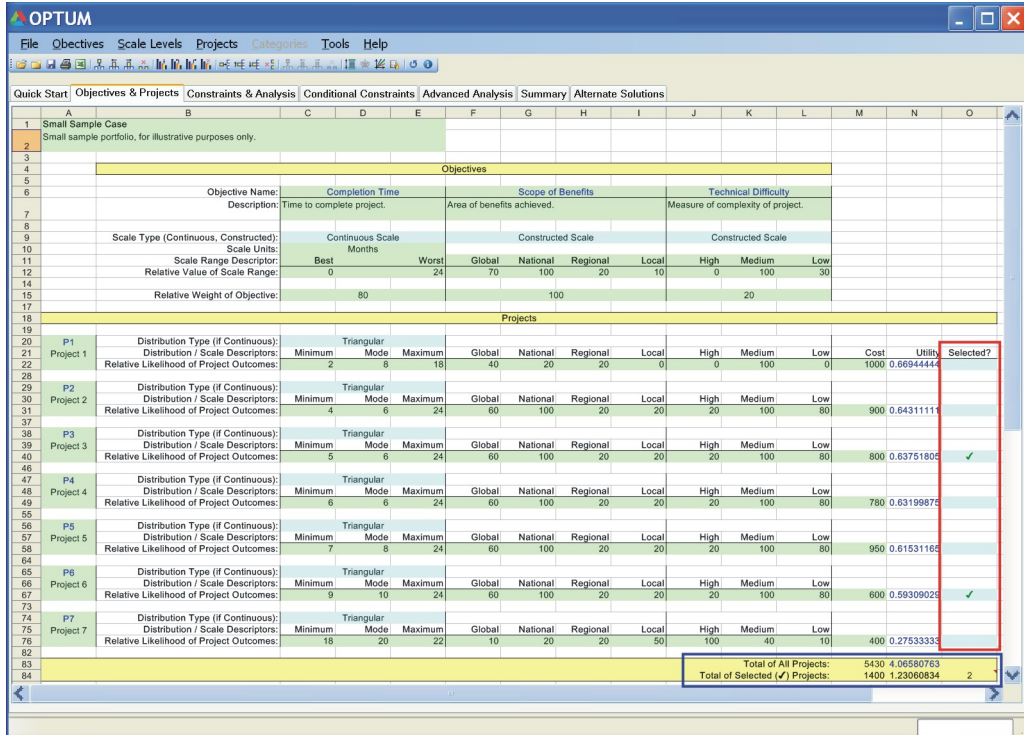 OPTUM
File Obectives Scale Levels Projects Categories Tools Help
Quick Start Objectives & Projects Constraints & Analysis Conditional Constraints Advanced Analysis Summary Alternate Solutions
A B C D E F G H I J K L M N O
1 Small Sample Case
2 Small sample portfolio, for illustrative purposes only.
3
4 Objectives
5
6 Objective Name: Completion Time Scope of Benefits Technical Difficulty
7 Description: Time to complete project. Area of benefits achieved. Measure of complexity of project.
8
9 Scale Type (Continuous, Constructed): Continuous Scale Constructed Scale Constructed Scale
10 Scale Units: Months
11 Scale Range Descriptor: Best Worst Global National Regional Local High Medium Low
12 Relative Value of Scale Range: 0 24 70 100 20 10 0 100 30
14
15 Relative Weight of Objective: 80 100 20
17
18 Projects
19
20 P1 Distribution Type (if Continuous): Triangular
21 Project 1 Distribution / Scale Descriptors: Minimum Mode Maximum Global National Regional Local High Medium Low Cost Utility Selected?
22 Relative Likelihood of Project Outcomes: 2 8 18 40 20 20 0 0 100 0 1000 0.66944444
28
29 P2 Distribution Type (if Continuous): Triangular
30 Project 2 Distribution / Scale Descriptors: Minimum Mode Maximum Global National Regional Local High Medium Low
31 Relative Likelihood of Project Outcomes: 4 6 24 60 100 20 20 20 100 80 900 0.64311111
37
38 P3 Distribution Type (if Continuous): Triangular
39 Project 3 Distribution / Scale Descriptors: Minimum Mode Maximum Global National Regional Local High Medium Low
40 Relative Likelihood of Project Outcomes: 5 6 24 60 100 20 20 20 100 80 800 0.63751805 ✓
46
47 P4 Distribution Type (if Continuous): Triangular
48 Project 4 Distribution / Scale Descriptors: Minimum Mode Maximum Global National Regional Local High Medium Low
49 Relative Likelihood of Project Outcomes: 6 6 24 60 100 20 20 20 100 80 780 0.63199875
55
56 P5 Distribution Type (if Continuous): Triangular
57 Project 5 Distribution / Scale Descriptors: Minimum Mode Maximum Global National Regional Local High Medium Low
58 Relative Likelihood of Project Outcomes: 7 8 24 60 100 20 20 20 100 80 950 0.61531165
64
65 P6 Distribution Type (if Continuous): Triangular
66 Project 6 Distribution / Scale Descriptors: Minimum Mode Maximum Global National Regional Local High Medium Low
67 Relative Likelihood of Project Outcomes: 9 10 24 60 100 20 20 20 100 80 600 0.59309029 ✓
73
74 P7 Distribution Type (if Continuous): Triangular
75 Project 7 Distribution / Scale Descriptors: Minimum Mode Maximum Global National Regional Local High Medium Low
76 Relative Likelihood of Project Outcomes: 18 20 22 10 20 20 50 100 40 10 400 0.27533333
82
83 Total of All Projects: 5430 4.06580763
84 Total of Selected (✓) Projects: 1400 1.23060834 2